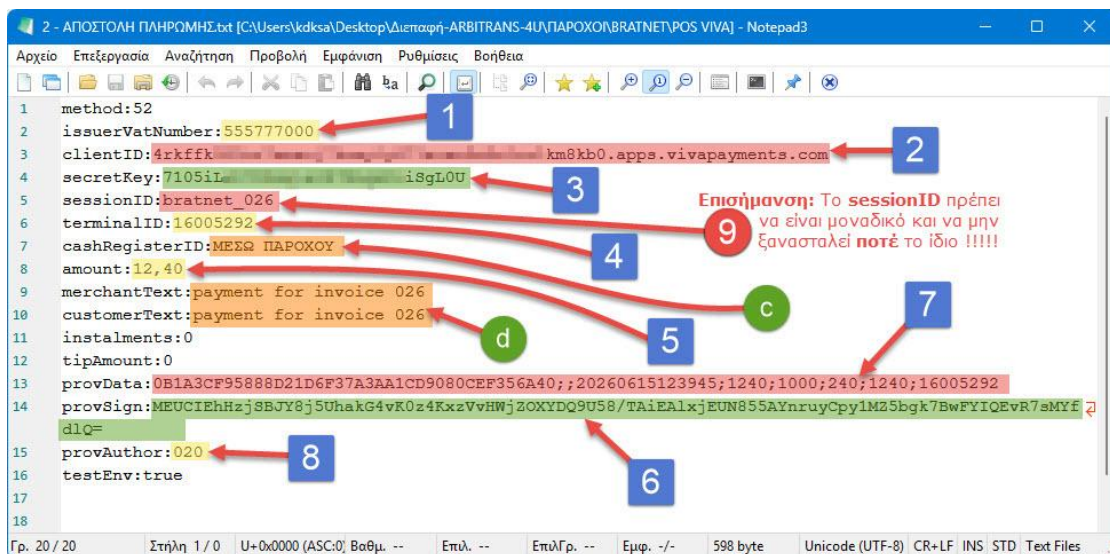 2 - ΑΠΟΣΤΟΛΗ ΠΛΗΡΩΜΗΣ.txt [C:\Users\kdksa\Desktop\Διεπαφή-ARBITRANS-4U\ΠΑΡΟΧΟΙ\BRATNET\POS VIVA] - Notepad3
Αρχείο Επεξεργασία Αναζήτηση Προβολή Εμφάνιση Ρυθμίσεις Βοήθεια
1 method:52
1
2 issuerVatNumber:555777000
3 clientID:4rkffk km8kb0.apps.vivapayments.com
2
4 secretKey:7105iL iSgL0U
3
5 sessionID:bratnet_026
9
Επισήμανση: Το sessionID πρέπει
να είναι μοναδικό και να μην
ξανασταλεί ποτέ το ίδιο !!!!!
6 terminalID:16005292
4
7 cashRegisterID:ΜΕΣΩ ΠΑΡΟΧΟΥ
8 amount:12,40
9 merchantText:payment for invoice 026
c
7
10 customerText:payment for invoice 026
d
5
11 instalments:0
12 tipAmount:0
13 provData:0B1A3CF95888D21D6F37A3AA1CD9080CEF356A40;;20260615123945;1240;1000;240;1240;16005292
14 provSign:MEUCIEhHzjSBJY8j5UhakG4vK0z4KxzVvHWjZOXYDQ9U58/TAiEAlxjEUN855AYnruyCpy1MZ5bgk7BwFYIQEvR7sMYf
dlQ=
15 provAuthor:020
8
6
16 testEnv:true
17
18
Γρ. 20 / 20 Στήλη 1 / 0 U+0x0000 (ASC:0) Βαθμ. -- Επιλ. -- ΕπιλΓρ. -- Εμφ. -/- 598 byte Unicode (UTF-8) CR+LF INS STD Text Files